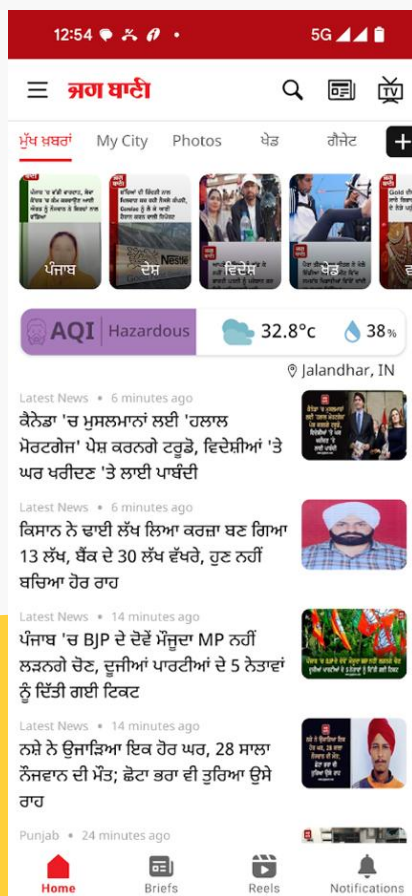 12:54
5G
ਜਗ ਬਾਣੀ
TV
ਮੁੱਖ ਖ਼ਬਰਾਂ My City Photos ਖੇਡ ਗੈਜੇਟ
ਪੰਜਾਬ
Nestle
ਦੇਸ਼
ਵਿਦੇਸ਼
ਖੇਡ
AQI Hazardous 32.8°c 38%
Jalandhar, IN
Latest News • 6 minutes ago
ਕੈਨੇਡਾ 'ਚ ਮੁਸਲਮਾਨਾਂ ਲਈ 'ਹਲਾਲ
ਮੋਰਟਗੇਜ' ਪੇਸ਼ ਕਰਨਗੇ ਟਰੂਡੋ, ਵਿਦੇਸ਼ੀਆਂ 'ਤੇ
ਘਰ ਖਰੀਦਣ 'ਤੇ ਲਾਈ ਪਾਬੰਦੀ
Latest News • 6 minutes ago
ਕਿਸਾਨ ਨੇ ਢਾਈ ਲੱਖ ਲਿਆ ਕਰਜ਼ਾ ਬਣ ਗਿਆ
13 ਲੱਖ, ਬੈਂਕ ਦੇ 30 ਲੱਖ ਵੱਖਰੇ, ਹੁਣ ਨਹੀਂ
ਬਚਿਆ ਹੋਰ ਰਾਹ
Latest News • 14 minutes ago
ਪੰਜਾਬ 'ਚ BJP ਦੇ ਦੋਵੇਂ ਮੌਜੂਦਾ MP ਨਹੀਂ
ਲੜਨਗੇ ਚੋਣ, ਦੂਜੀਆਂ ਪਾਰਟੀਆਂ ਦੇ 5 ਨੇਤਾਵਾਂ
ਨੂੰ ਦਿੱਤੀ ਗਈ ਟਿਕਟ
Latest News • 14 minutes ago
ਨਸ਼ੇ ਨੇ ਉਜਾੜਿਆ ਇਕ ਹੋਰ ਘਰ, 28 ਸਾਲਾ
ਨੌਜਵਾਨ ਦੀ ਮੌਤ; ਛੋਟਾ ਭਰਾ ਵੀ ਤੁਰਿਆ ਉਸੇ
ਰਾਹ
Punjab • 24 minutes ago
Home Briefs Reels Notifications